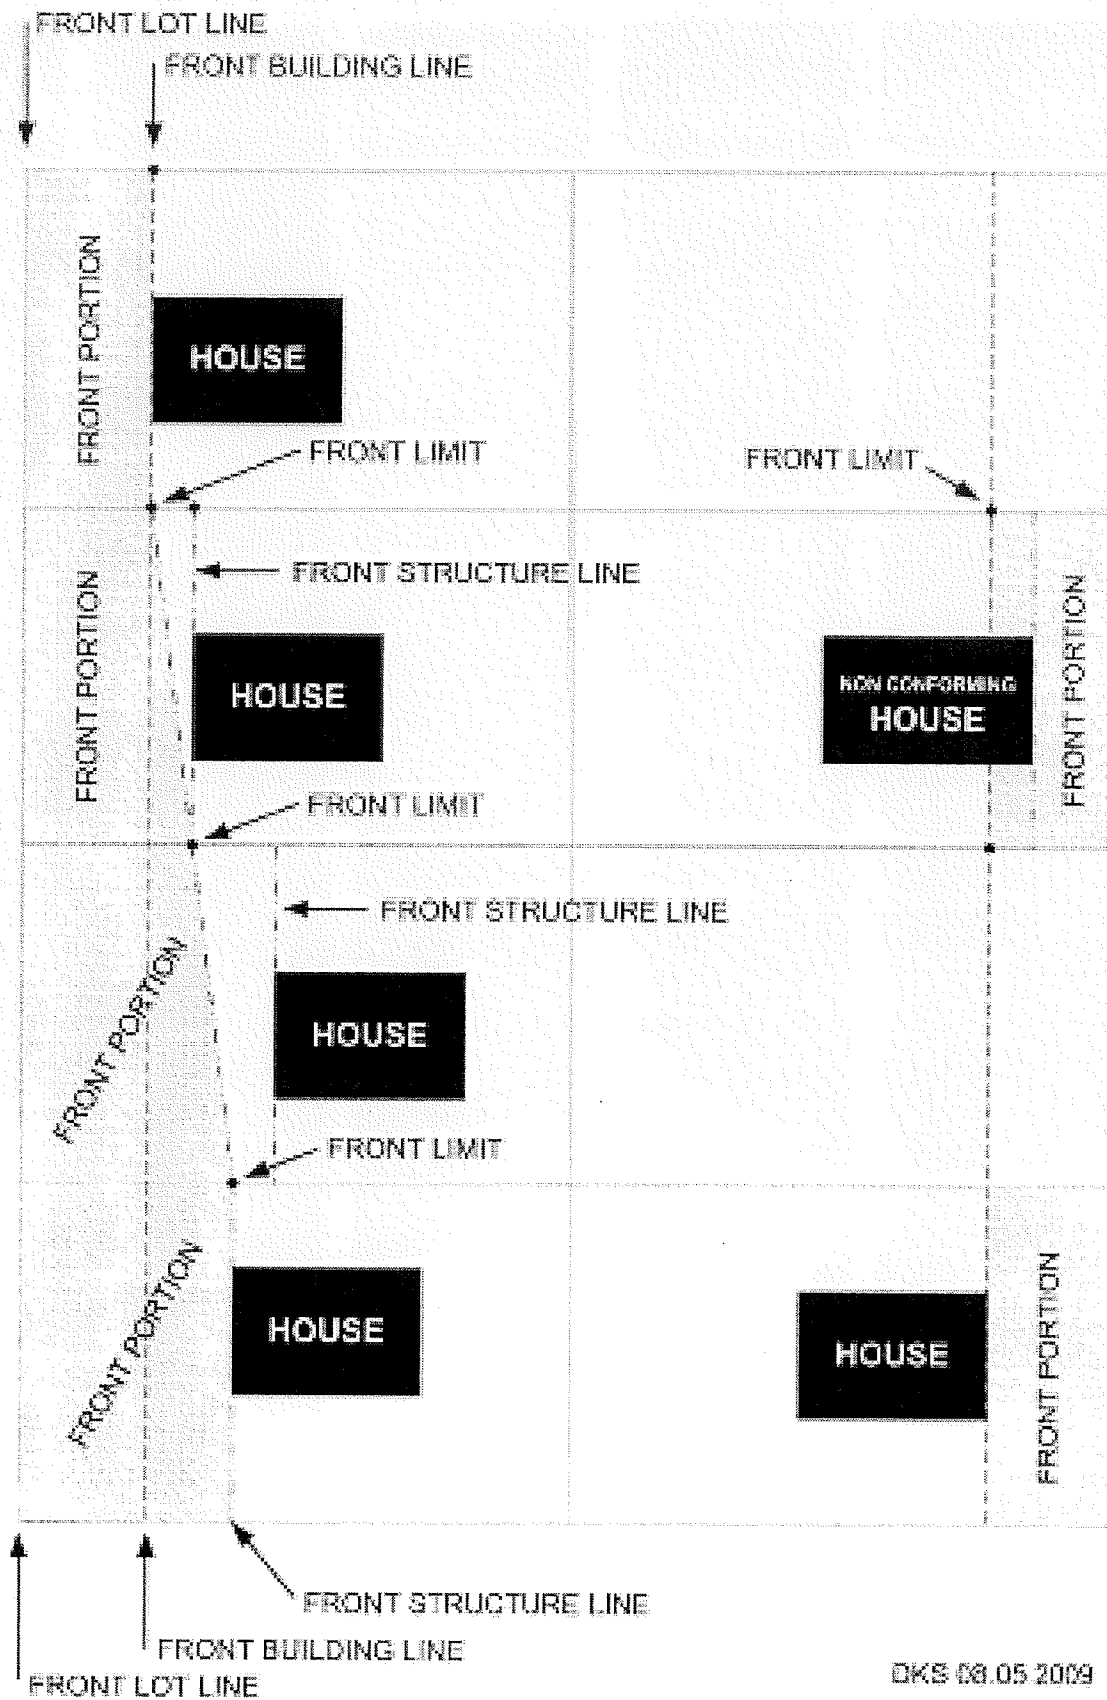 FRONT LOT LINE
FRONT BUILDING LINE
FRONT PORTION
HOUSE
FRONT LIMIT
FRONT LIMIT
FRONT STRUCTURE LINE
FRONT PORTION
HOUSE
NON CONFORMING
HOUSE
FRONT PORTION
FRONT LIMIT
FRONT STRUCTURE LINE
FRONT PORTION
HOUSE
FRONT LIMIT
FRONT PORTION
HOUSE
HOUSE
FRONT PORTION
FRONT STRUCTURE LINE
FRONT BUILDING LINE
FRONT LOT LINE
DKS 08.05.2009